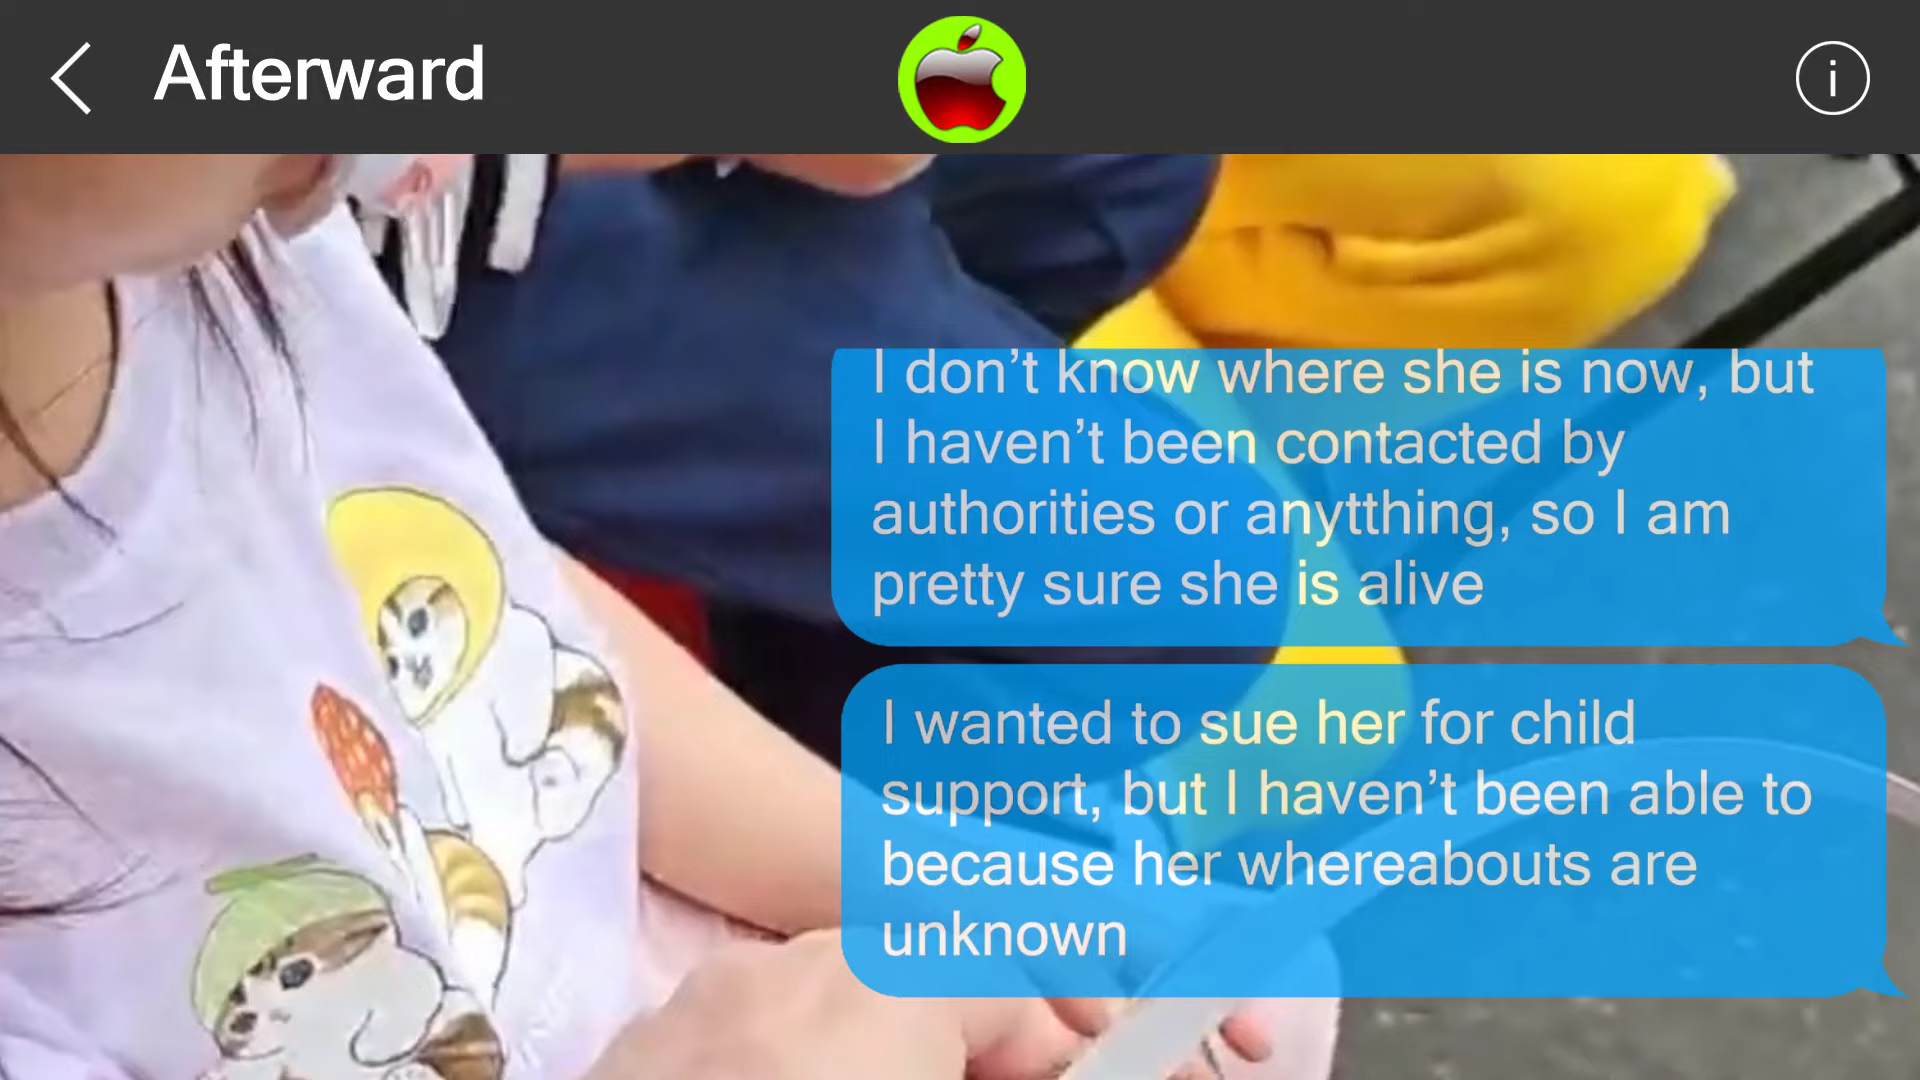 Afterward
i
I don’t know where she is now, but
I haven’t been contacted by
authorities or anytthing, so I am
pretty sure she is alive
I wanted to sue her for child
support, but I haven’t been able to
because her whereabouts are
unknown